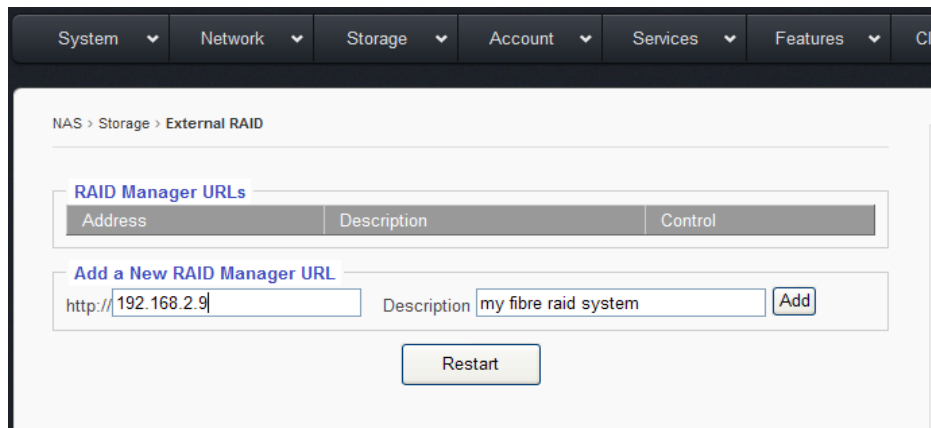 System Network Storage Account Services Features Cl
NAS > Storage > External RAID
RAID Manager URLs
Address Description Control
Add a New RAID Manager URL
http:// 192.168.2.9 Description my fibre raid system Add
Restart